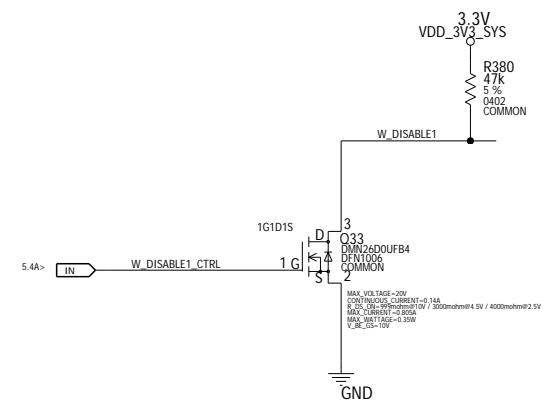 3.3V
VDD_3V3_SYS
R380
47k
5 %
0402
COMMON
W_DISABLE1
1G1D1S
D
3
Q33
DMN26D0UFB4
DFN1006
COMMON
5.4A>
IN
W_DISABLE1_CTRL
1
G
S
2
MAX_VOLTAGE=20V
CONTINUOUS_CURRENT=0.14A
R_DS_ON=999mohm@10V / 3000mohm@4.5V / 4000mohm@2.5V
MAX_CURRENT=0.805A
MAX_WATTAGE=0.35W
V_BE_GS=10V
GND